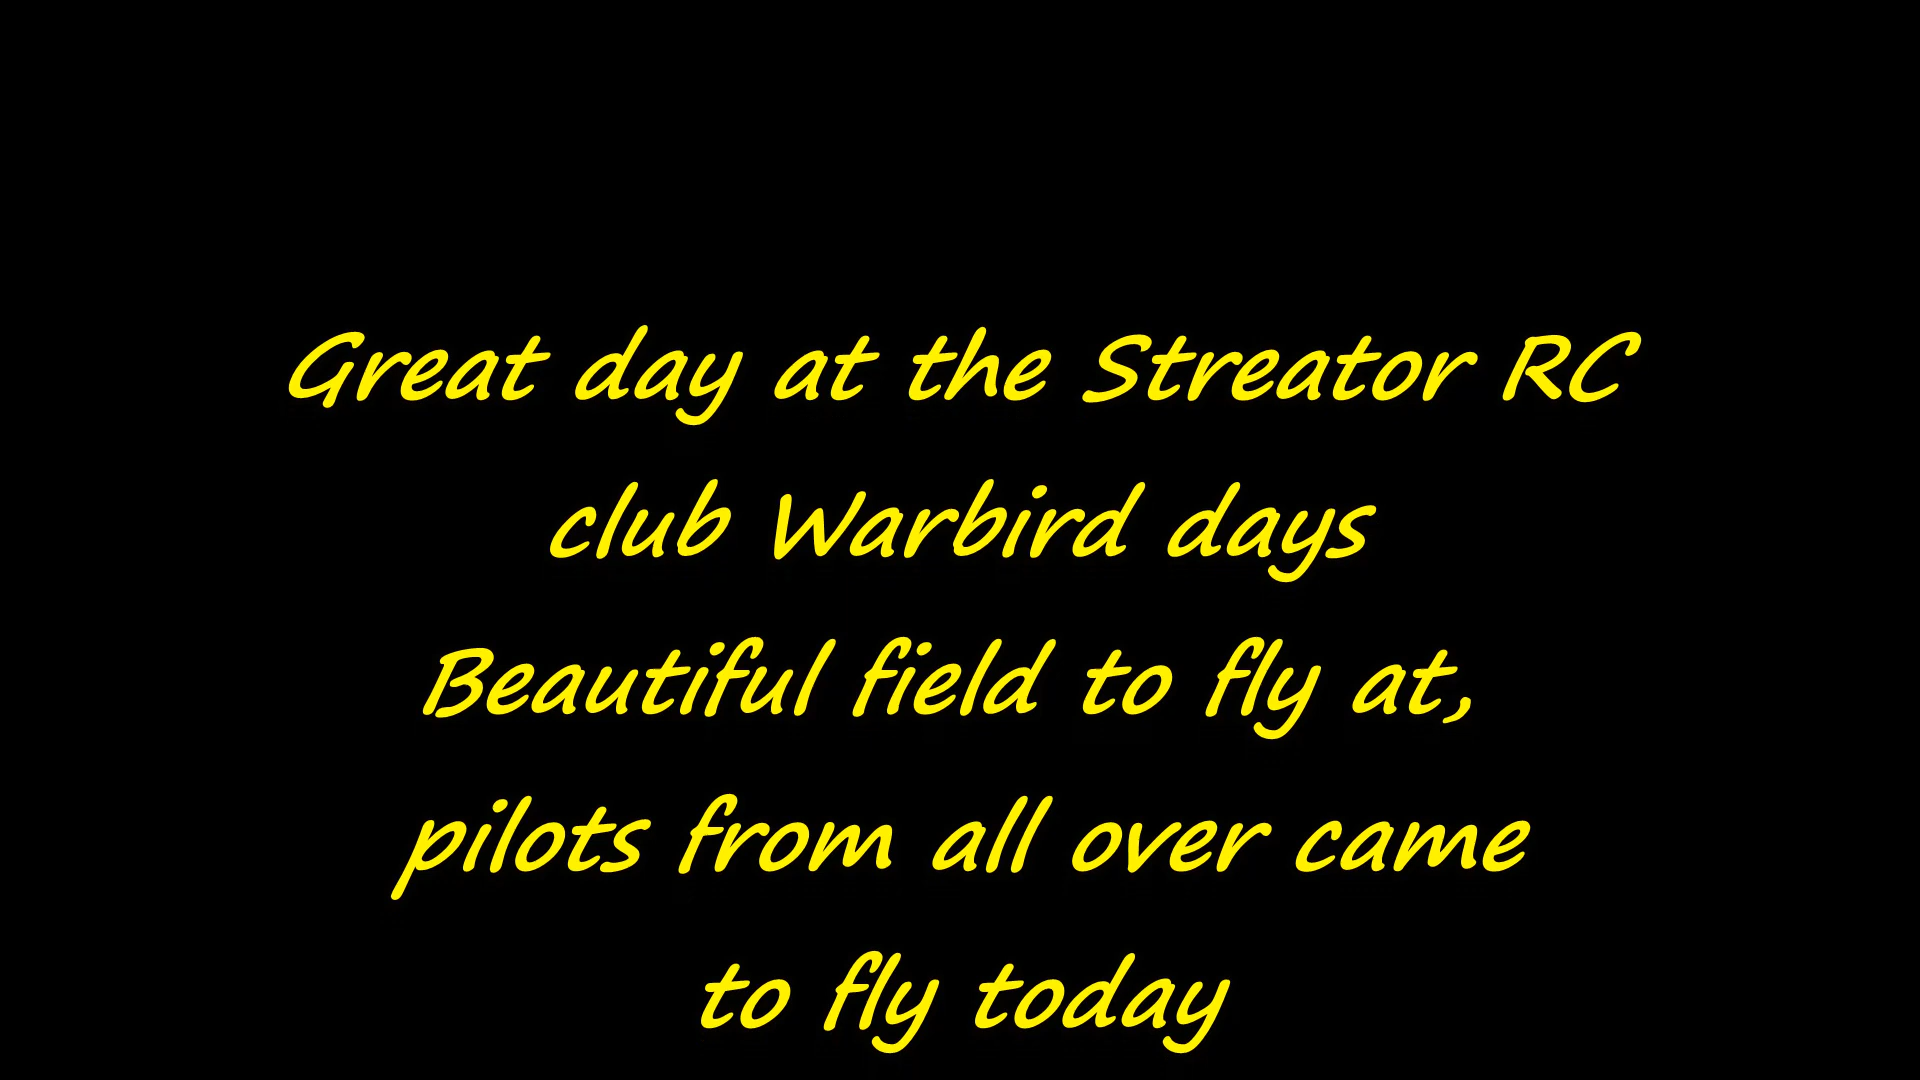 Great day at the Streator RC
club Warbird days
Beautiful field to fly at,
pilots from all over came
to fly today